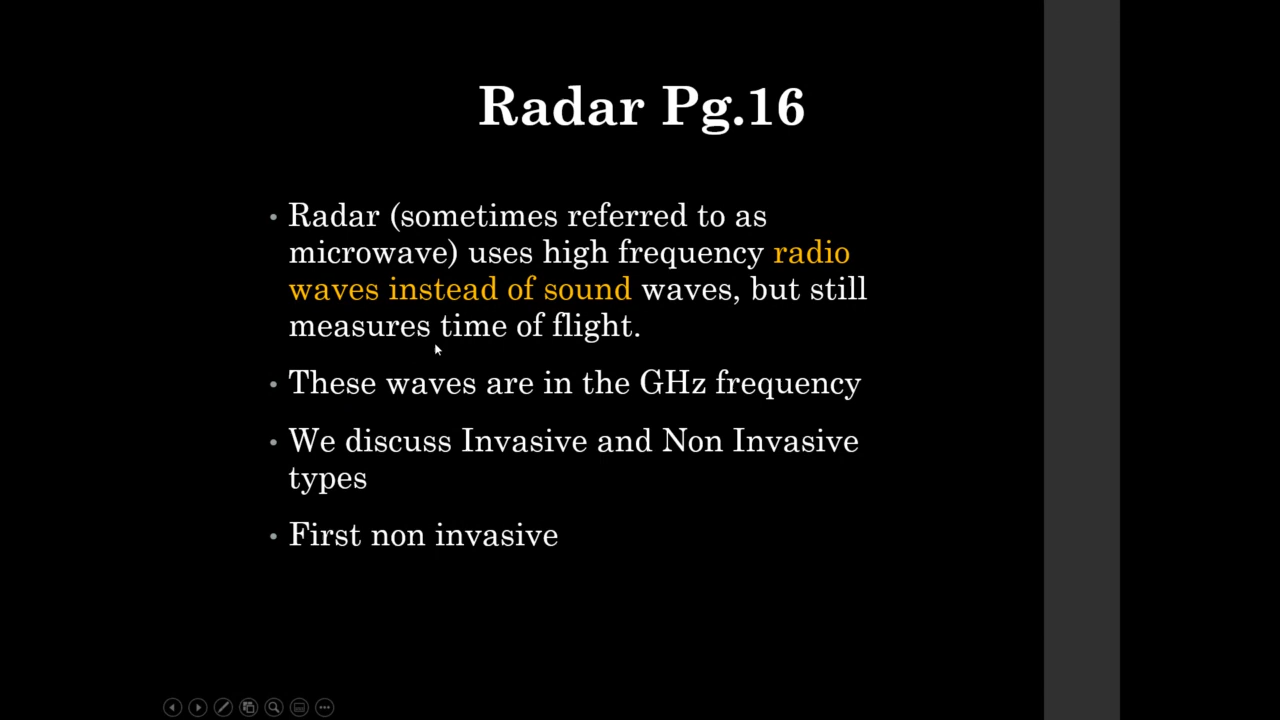 Radar Pg.16
• Radar (sometimes referred to as
microwave) uses high frequency radio
waves instead of sound waves, but still
measures time of flight.
• These waves are in the GHz frequency
• We discuss Invasive and Non Invasive
types
• First non invasive